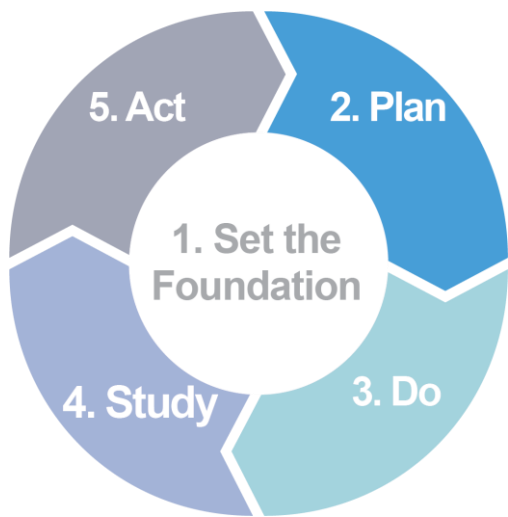 1. Set the
Foundation
2. Plan
3. Do
4. Study
5. Act